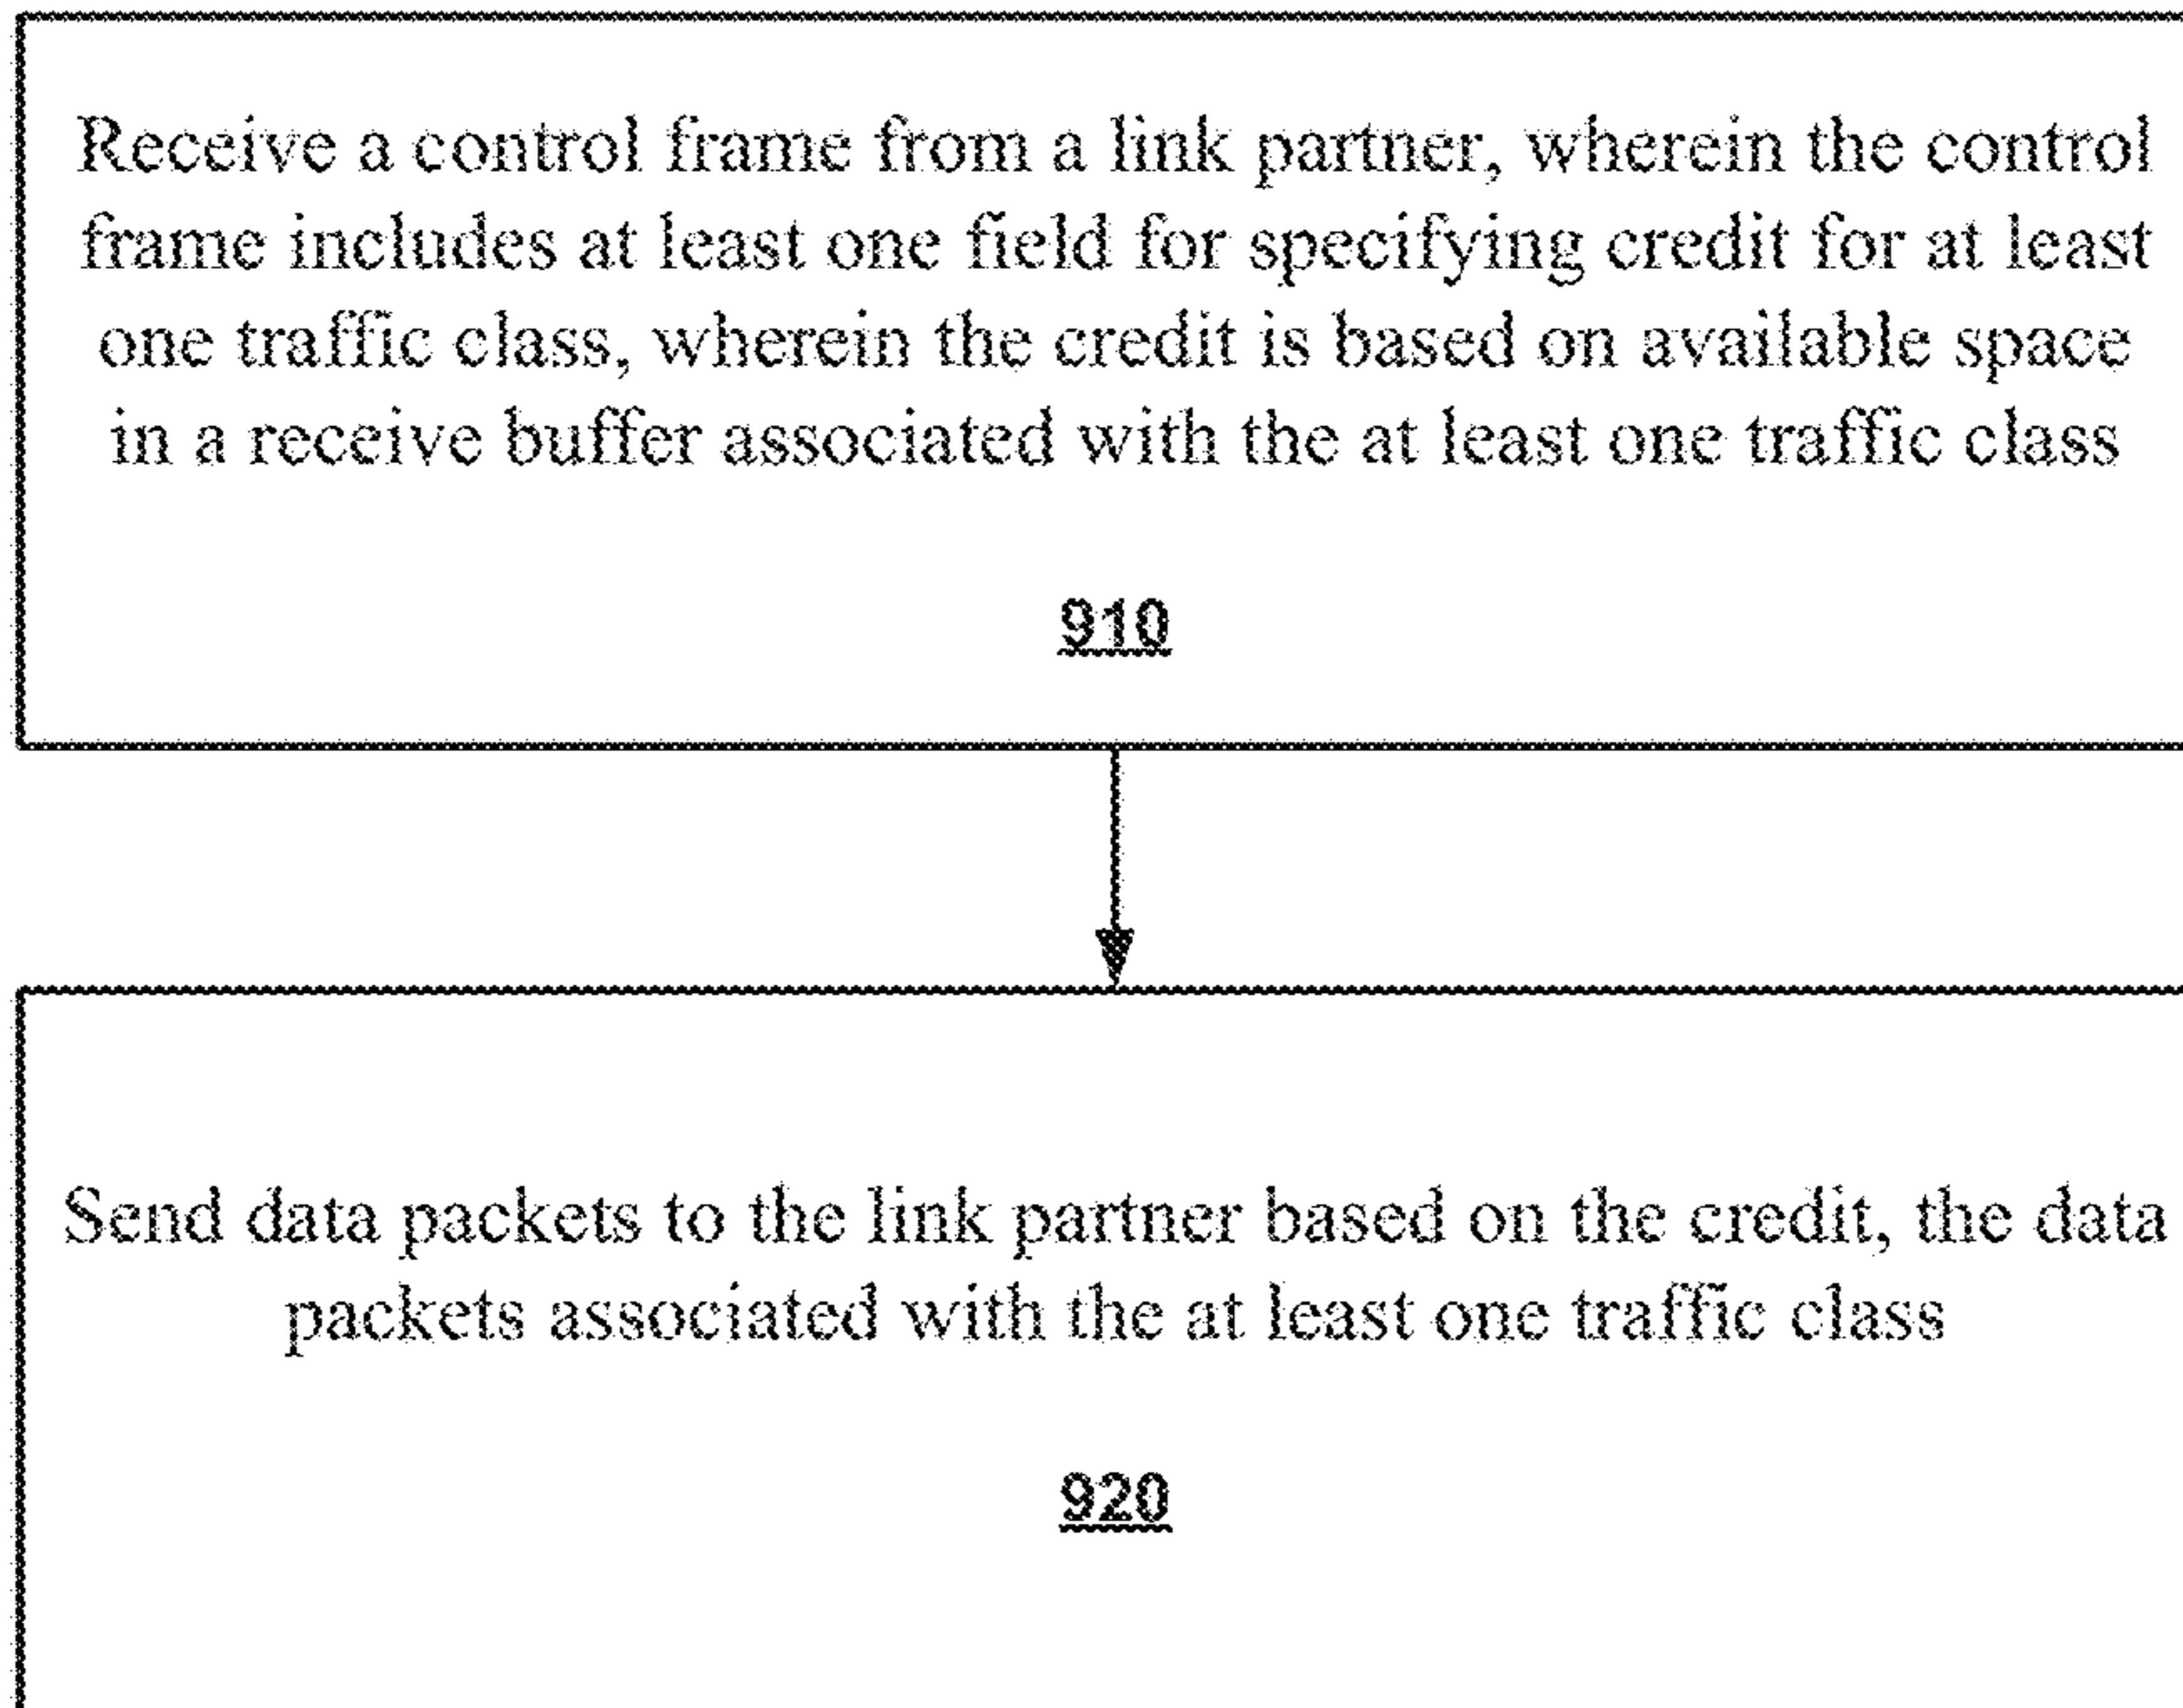 Receive a control frame from a link partner, wherein the control
frame includes at least one field for specifying credit for at least
one traffic class, wherein the credit is based on available space
in a receive buffer associated with the at least one traffic class
910
Send data packets to the link partner based on the credit, the data
packets associated with the at least one traffic class
920